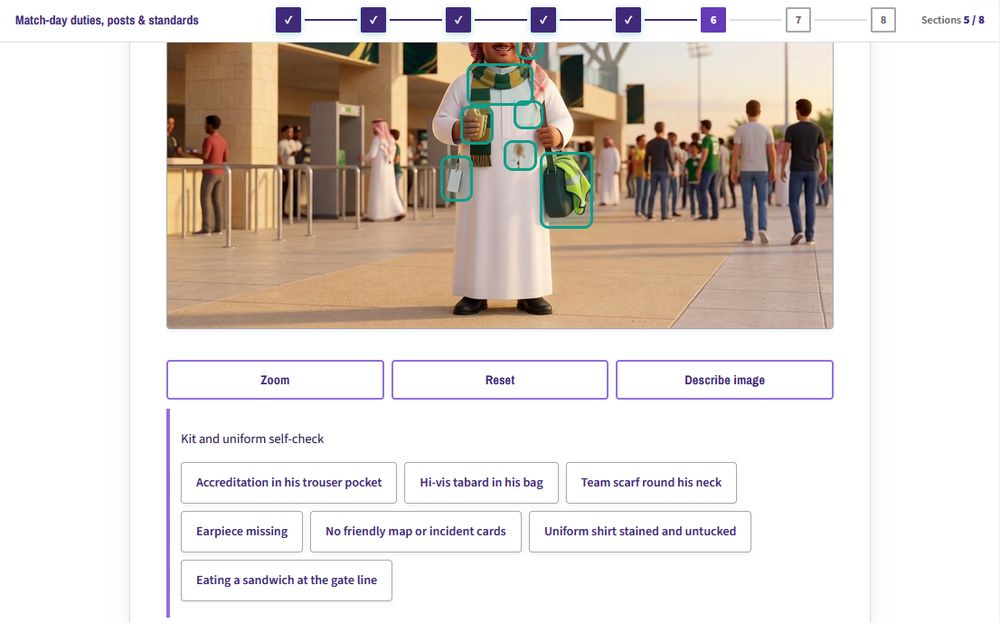 Match-day duties, posts & standards
✓ ✓ ✓ ✓ ✓ 6 7 8
Sections 5 / 8
Zoom
Reset
Describe image
Kit and uniform self-check
Accreditation in his trouser pocket
Hi-vis tabard in his bag
Team scarf round his neck
Earpiece missing
No friendly map or incident cards
Uniform shirt stained and untucked
Eating a sandwich at the gate line